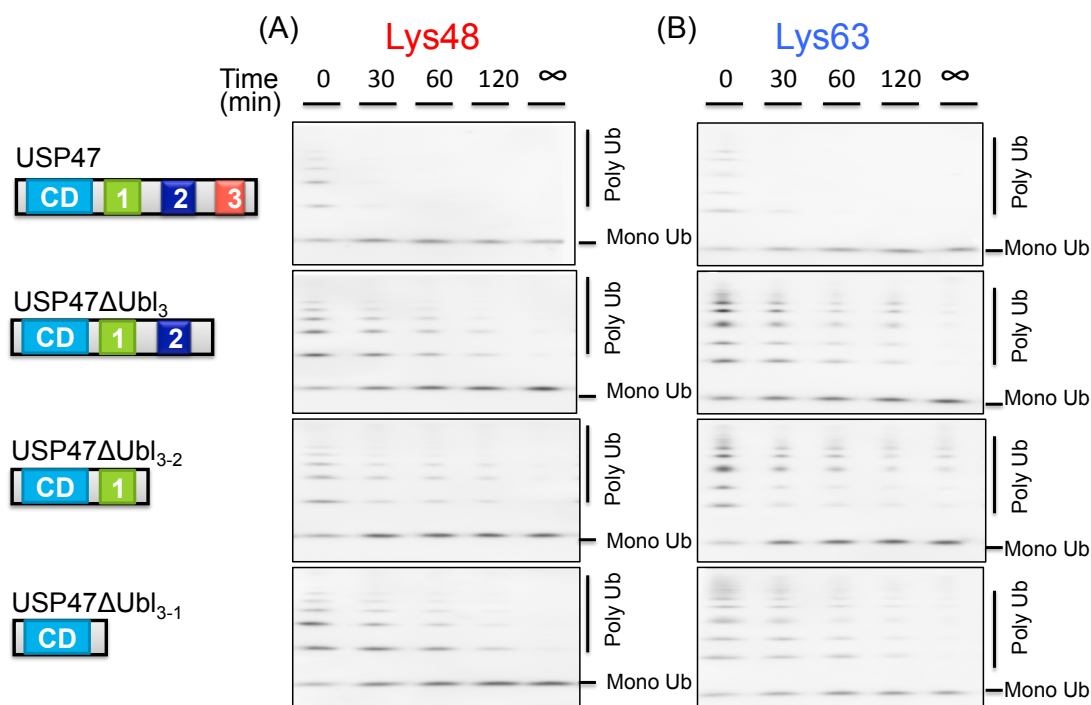 (A) Lys48 (B) Lys63
Time (min) 0 30 60 120 ∞ 0 30 60 120 ∞
USP47
CD 1 2 3
Poly Ub
Mono Ub
Poly Ub
Mono Ub
USP47ΔUbl3
CD 1 2
Poly Ub
Mono Ub
Poly Ub
Mono Ub
USP47ΔUbl3-2
CD 1
Poly Ub
Mono Ub
Poly Ub
Mono Ub
USP47ΔUbl3-1
CD
Poly Ub
Mono Ub
Poly Ub
Mono Ub